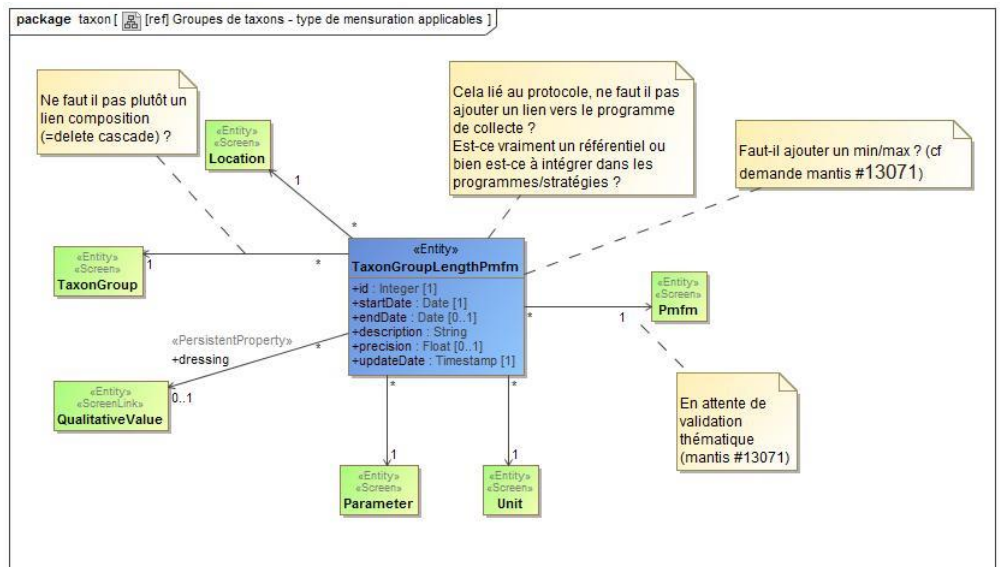 package taxon [ [ref] Groupes de taxons - type de mensuration applicables ]
Ne faut il pas plutôt un
lien composition
(=delete cascade) ?
Cela lié au protocole, ne faut il pas
ajouter un lien vers le programme
de collecte ?
Est-ce vraiment un référentiel ou
bien est-ce à intégrer dans les
programmes/stratégies ?
Faut-il ajouter un min/max ? (cf
demande mantis #13071)
«Entity»
«Screen»
Location
1
*
«Entity»
«Screen»
TaxonGroup
1
*
«Entity»
TaxonGroupLengthPmfm
+id : Integer [1]
+startDate : Date [1]
+endDate : Date [0..1]
+description : String
+precision : Float [0..1]
+updateDate : Timestamp [1]
«Entity»
«Screen»
Pmfm
*
1
«PersistentProperty»
+dressing
*
0..1
«Entity»
«ScreenLink»
QualitativeValue
En attente de
validation
thématique
(mantis #13071)
*
1
«Entity»
«Screen»
Parameter
*
1
«Entity»
«Screen»
Unit